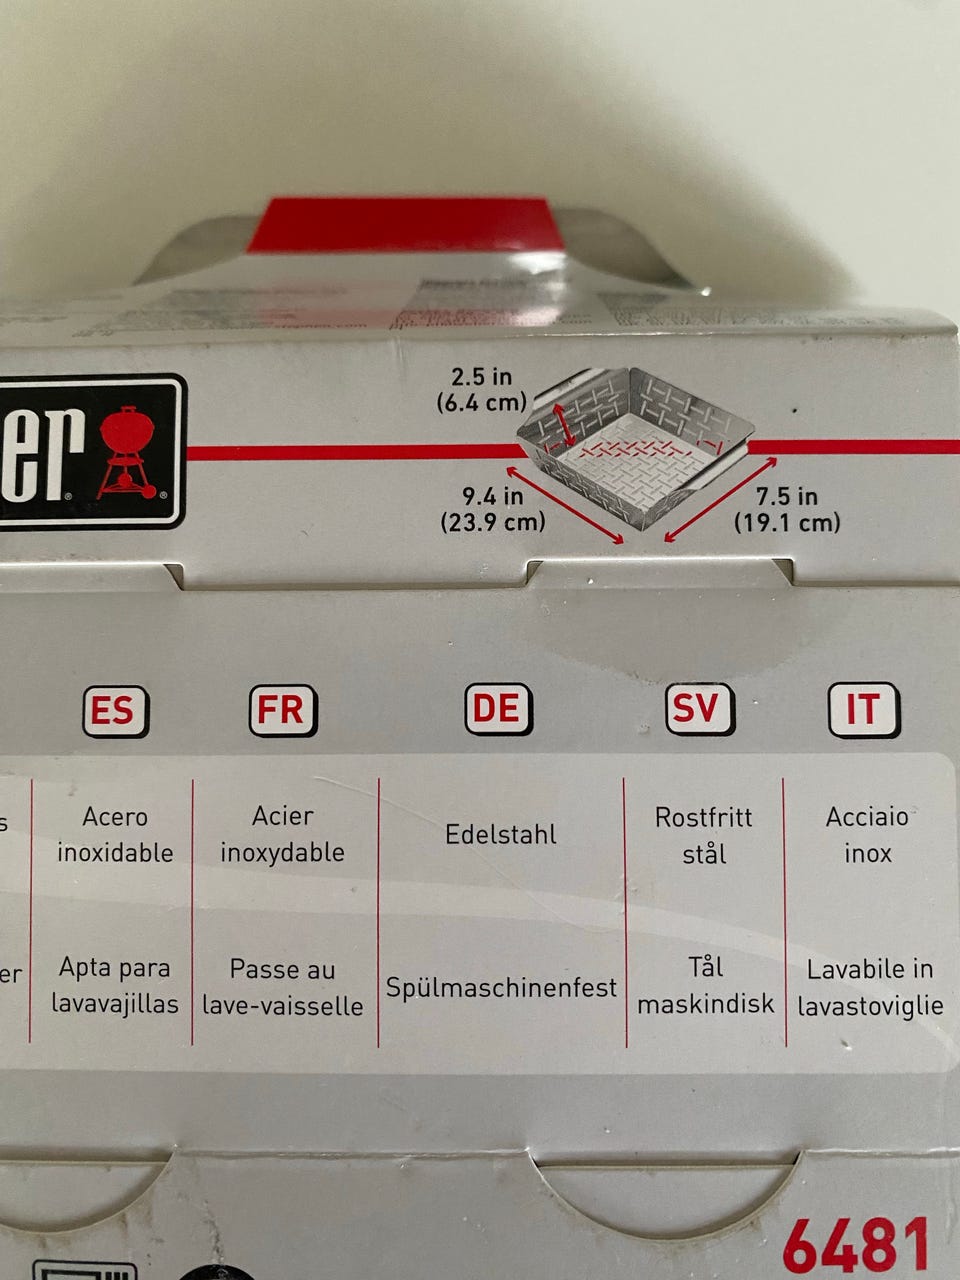 er
2.5 in
(6.4 cm)
9.4 in
(23.9 cm)
7.5 in
(19.1 cm)
ES
FR
DE
SV
IT
s
Acero
inoxidable
Acier
inoxydable
Edelstahl
Rostfritt
stål
Acciaio
inox
er
Apta para
lavavajillas
Passe au
lave-vaisselle
Spülmaschinenfest
Tål
maskindisk
Lavabile in
lavastoviglie
6481